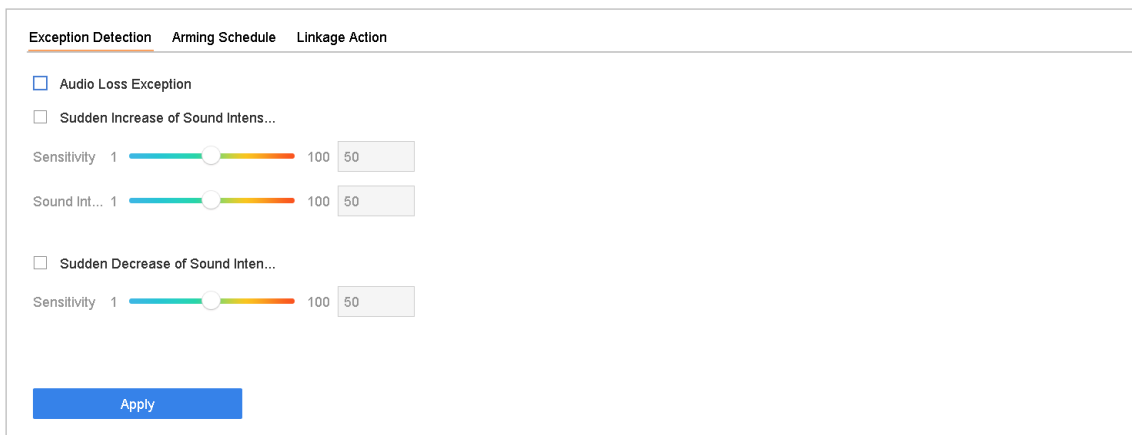 Exception Detection Arming Schedule Linkage Action
Audio Loss Exception
Sudden Increase of Sound Intens...
Sensitivity 1 100 50
Sound Int... 1 100 50
Sudden Decrease of Sound Inten...
Sensitivity 1 100 50
Apply